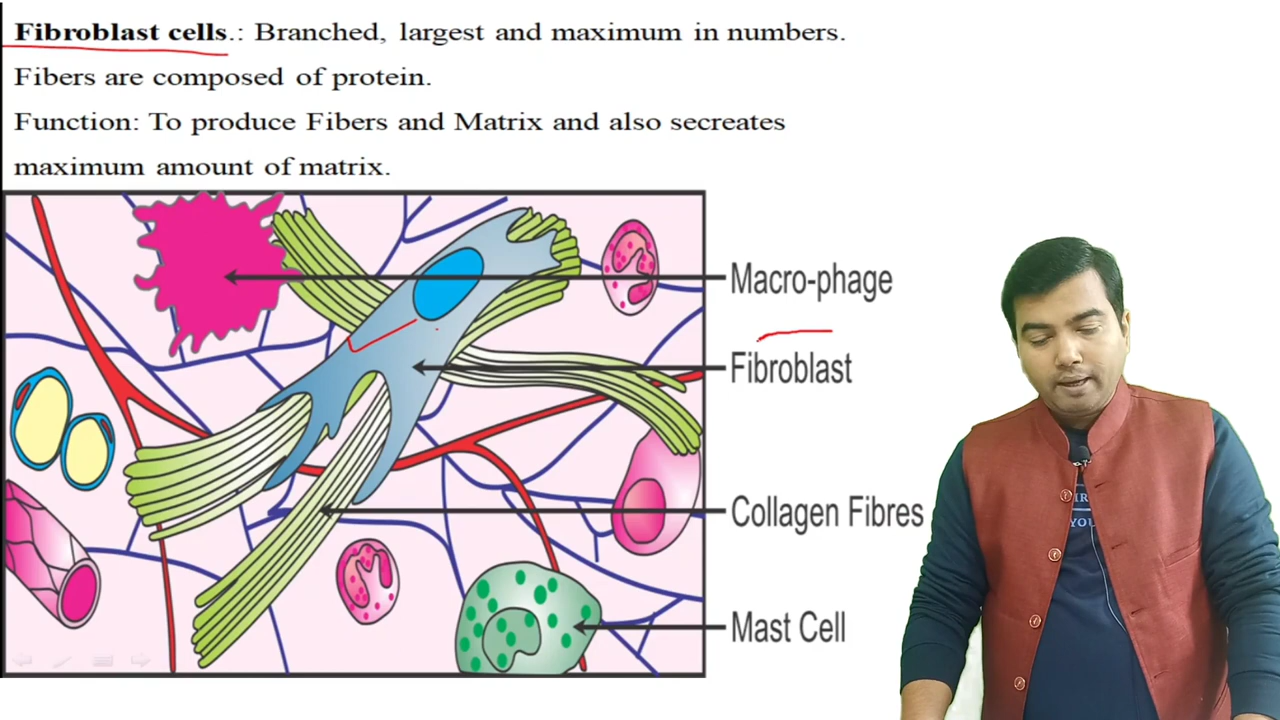 Fibroblast cells.: Branched, largest and maximum in numbers.
Fibers are composed of protein.
Function: To produce Fibers and Matrix and also secreates
maximum amount of matrix.
Macro-phage
Fibroblast
Collagen Fibres
Mast Cell
YOU